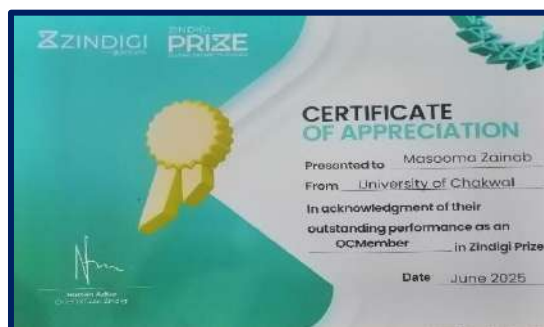 ZINDIGI
ZINDIGI
PRIZE
CERTIFICATE
OF APPRECIATION
Presented to Masooma Zainab
From University of Chakwal
In acknowledgment of their
outstanding performance as an
OCMember in Zindigi Prize
Date June 2025